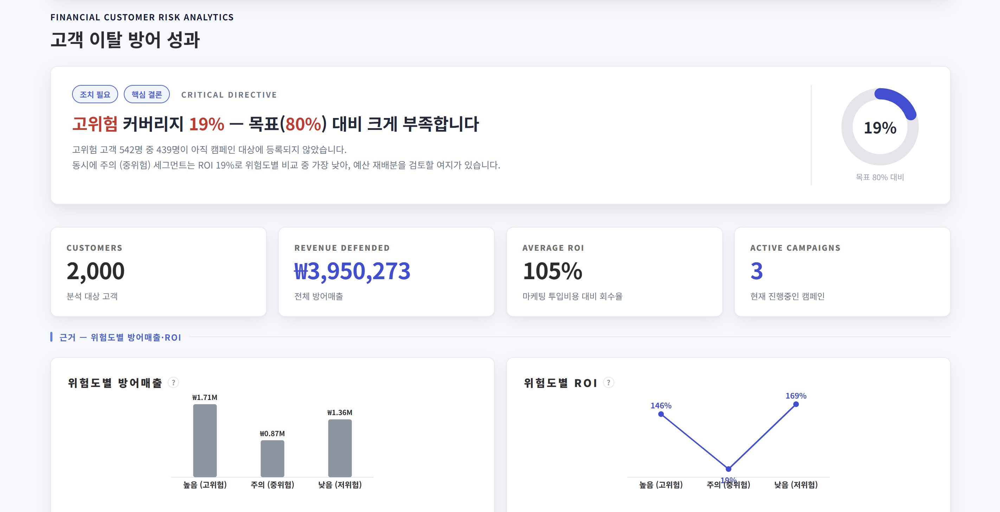 FINANCIAL CUSTOMER RISK ANALYTICS
고객 이탈 방어 성과
조치 필요
핵심 결론
CRITICAL DIRECTIVE
고위험 커버리지 19% — 목표(80%) 대비 크게 부족합니다
고위험 고객 542명 중 439명이 아직 캠페인 대상에 등록되지 않았습니다.
동시에 주의 (중위험) 세그먼트는 ROI 19%로 위험도별 비교 중 가장 낮아, 예산 재배분을 검토할 여지가 있습니다.
19%
목표 80% 대비
CUSTOMERS
2,000
분석 대상 고객
REVENUE DEFENDED
₩3,950,273
전체 방어매출
AVERAGE ROI
105%
마케팅 투입비용 대비 회수율
ACTIVE CAMPAIGNS
3
현재 진행중인 캠페인
근거 — 위험도별 방어매출·ROI
위험도별 방어매출 ?
₩1.71M
₩0.87M
₩1.36M
높음 (고위험)
주의 (중위험)
낮음 (저위험)
위험도별 ROI ?
146%
169%
19%
높음 (고위험)
주의 (중위험)
낮음 (저위험)